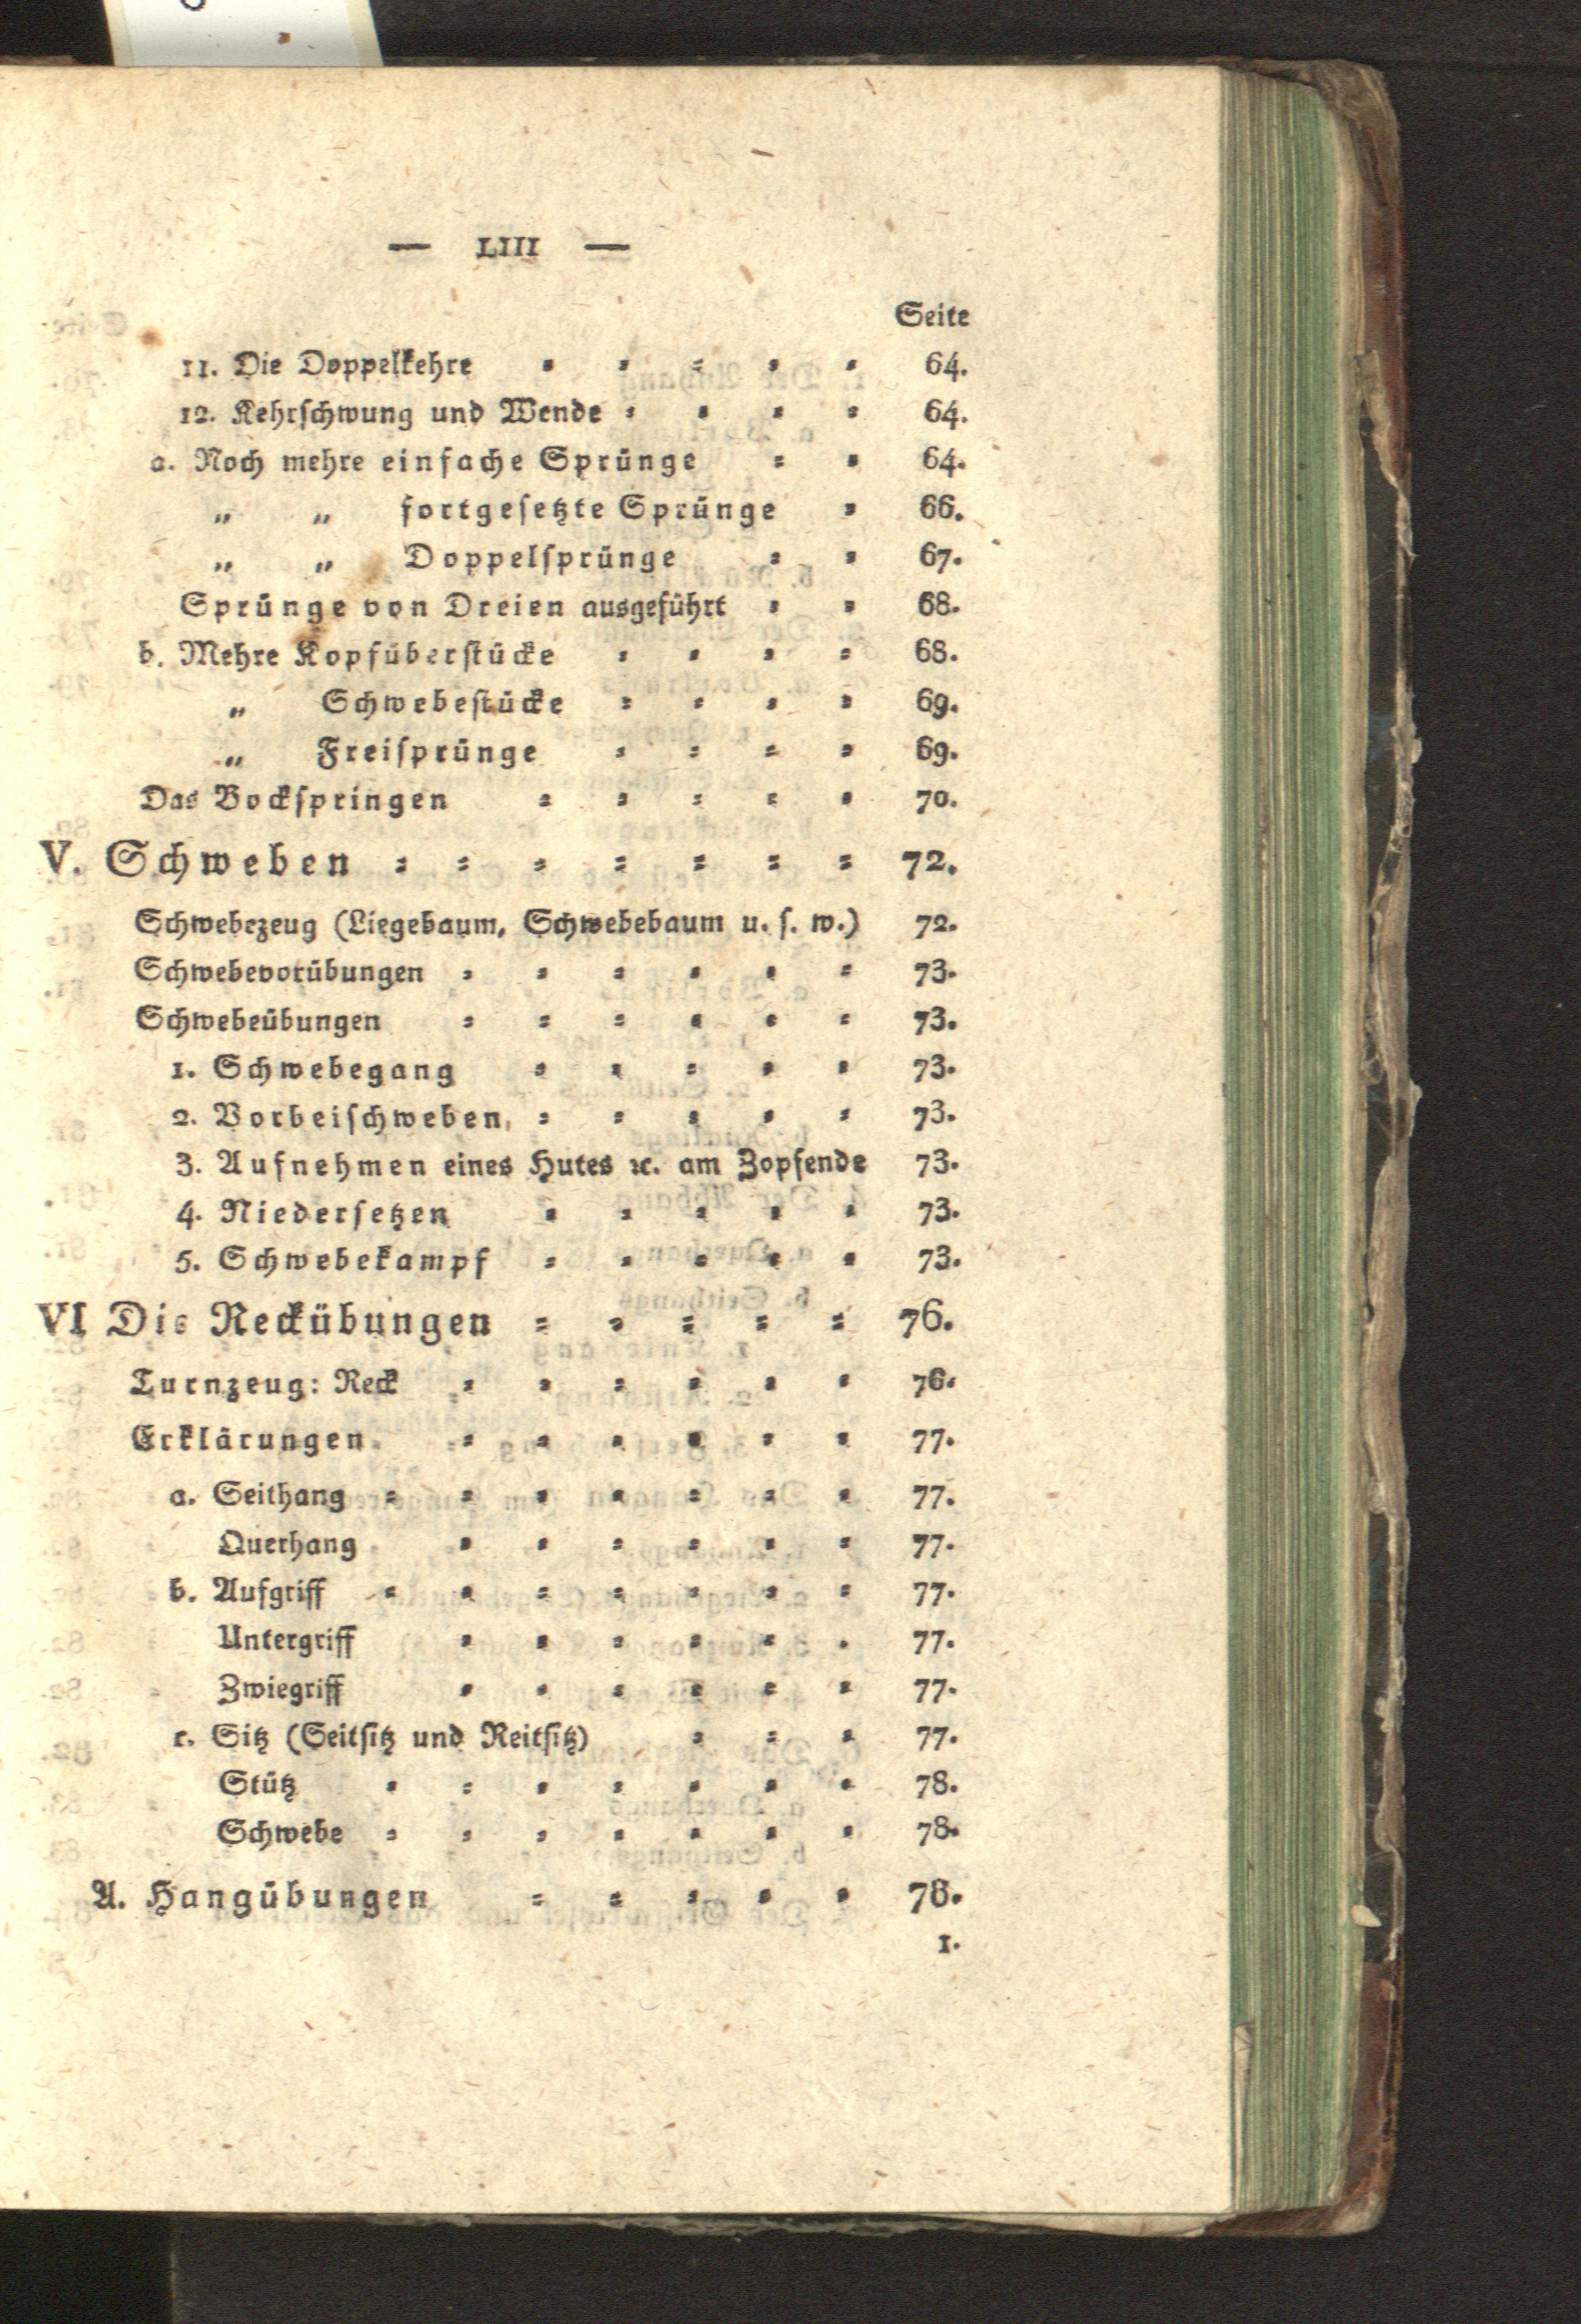 — LIII —
Seite
11. Die Doppelkehre = = = = = 64.
12. Kehrſchwung und Wende = = = = 64.
a. Noch mehre einfache Sprünge = = 64.
„ „ fortgeſetzte Sprünge = 66.
„ „ Doppelſprünge = = 67.
Sprünge von Dreien ausgeführt = = 68.
b. Mehre Kopfüberſtücke = = = = 68.
„ Schwebeſtücke = = = = 69.
„ Freiſprünge = = = = 69.
Das Bockſpringen = = = = = 70.
V. Schweben = = = = = = = 72.
Schwebezeug (Liegebaum, Schwebebaum u. ſ. w.) 72.
Schwebevorübungen = = = = = = 73.
Schwebeübungen = = = = = = 73.
1. Schwebegang = = = = = 73.
2. Vorbeiſchweben = = = = = 73.
3. Aufnehmen eines Hutes ꝛc. am Zopfende 73.
4. Niederſetzen = = = = = 73.
5. Schwebekampf = = = = = 73.
VI Die Reckübungen = = = = = 76.
Turnzeug: Reck = = = = = = 76.
Erklärungen = = = = = = 77.
a. Seithang = = = = = = = 77.
Querhang = = = = = = 77.
b. Aufgriff = = = = = = = 77.
Untergriff = = = = = = 77.
Zwiegriff = = = = = = 77.
c. Sitz (Seitſitz und Reitſitz) = = = 77.
Stütz = = = = = = = 78.
Schwebe = = = = = = = 78.
A. Hangübungen = = = = = 78.
1.